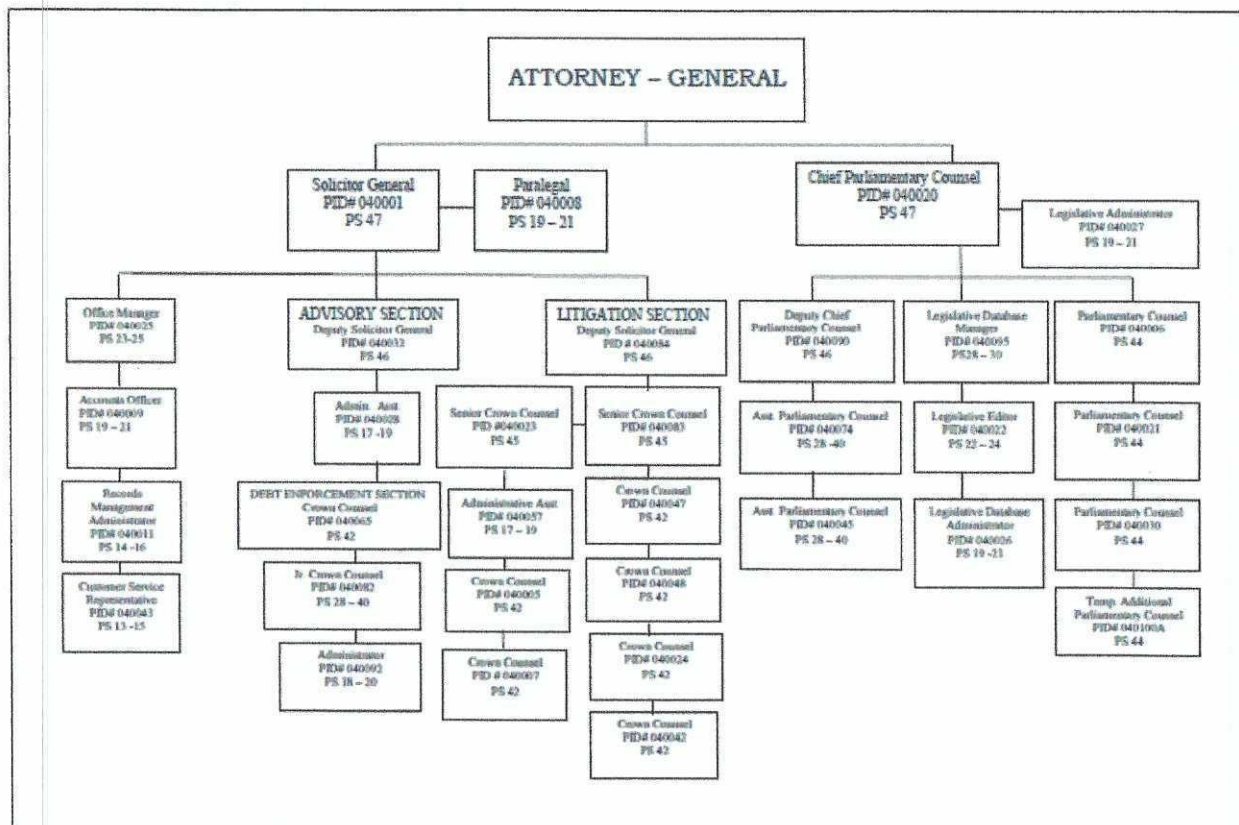 ATTORNEY – GENERAL
Solicitor General
PID# 040001
PS 47
Paralegal
PID# 040008
PS 19 – 21
Chief Parliamentary Counsel
PID# 040020
PS 47
Legislative Administrator
PID# 040027
PS 19 – 21
Office Manager
PID# 040025
PS 23-25
Accounts Officer
PID# 040009
PS 19 – 21
Records
Management
Administrator
PID# 040011
PS 14 -16
Customer Service
Representative
PID# 040043
PS 13 -15
ADVISORY SECTION
Deputy Solicitor General
PID# 040032
PS 46
Admin. Asst
PID# 040028
PS 17 -19
DEBT ENFORCEMENT SECTION
Crown Counsel
PID# 040065
PS 42
Jr. Crown Counsel
PID# 040082
PS 28 – 40
Administrator
PID# 040092
PS 18 – 20
LITIGATION SECTION
Deputy Solicitor General
PID # 040084
PS 46
Senior Crown Counsel
PID #040023
PS 45
Administrative Asst
PID# 040057
PS 17 – 19
Crown Counsel
PID# 040005
PS 42
Crown Counsel
PID # 040007
PS 42
Senior Crown Counsel
PID# 040083
PS 45
Crown Counsel
PID# 040047
PS 42
Crown Counsel
PID# 040048
PS 42
Crown Counsel
PID# 040024
PS 42
Crown Counsel
PID# 040042
PS 42
Deputy Chief
Parliamentary Counsel
PID# 040090
PS 46
Asst. Parliamentary Counsel
PID# 040074
PS 28 -40
Asst. Parliamentary Counsel
PID# 040045
PS 28 – 40
Legislative Database
Manager
PID# 040095
PS28 – 30
Legislative Editor
PID# 040022
PS 22 – 24
Legislative Database
Administrator
PID# 040026
PS 19 -21
Parliamentary Counsel
PID# 040006
PS 44
Parliamentary Counsel
PID# 040021
PS 44
Parliamentary Counsel
PID# 040030
PS 44
Temp. Additional
Parliamentary Counsel
PID# 040100A
PS 44